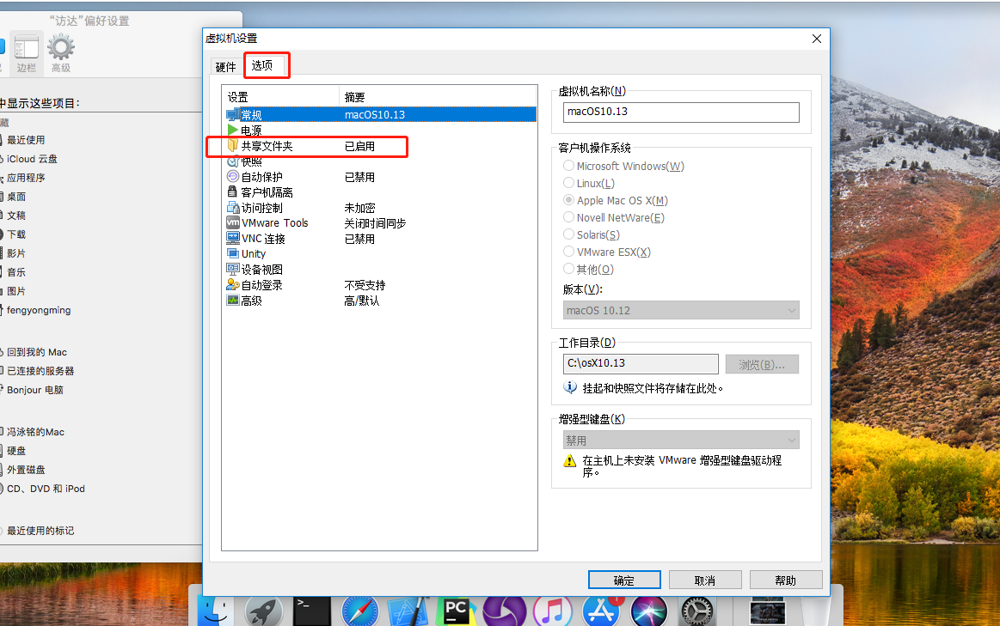 “访达”偏好设置
边栏
高级
中显示这些项目：
藏
最近使用
iCloud 云盘
应用程序
桌面
文稿
下载
影片
音乐
图片
fengyongming
回到我的 Mac
已连接的服务器
Bonjour 电脑
冯泳铭的Mac
硬盘
外置磁盘
CD、DVD 和 iPod
最近使用的标记
虚拟机设置
硬件
选项
设置 摘要
常规 macOS10.13
电源
共享文件夹 已启用
快照
自动保护 已禁用
客户机隔离
访问控制 未加密
VMware Tools 关闭时间同步
VNC 连接 已禁用
Unity
设备视图
自动登录 不受支持
高级 高/默认
虚拟机名称(N)
macOS10.13
客户机操作系统
Microsoft Windows(W)
Linux(L)
Apple Mac OS X(M)
Novell NetWare(E)
Solaris(S)
VMware ESX(X)
其他(O)
版本(V):
macOS 10.12
工作目录(D)
C:\osX10.13
浏览(B)...
挂起和快照文件将存储在此处。
增强型键盘(K)
禁用
在主机上未安装 VMware 增强型键盘驱动程
序。
确定
取消
帮助
>_
PC
1